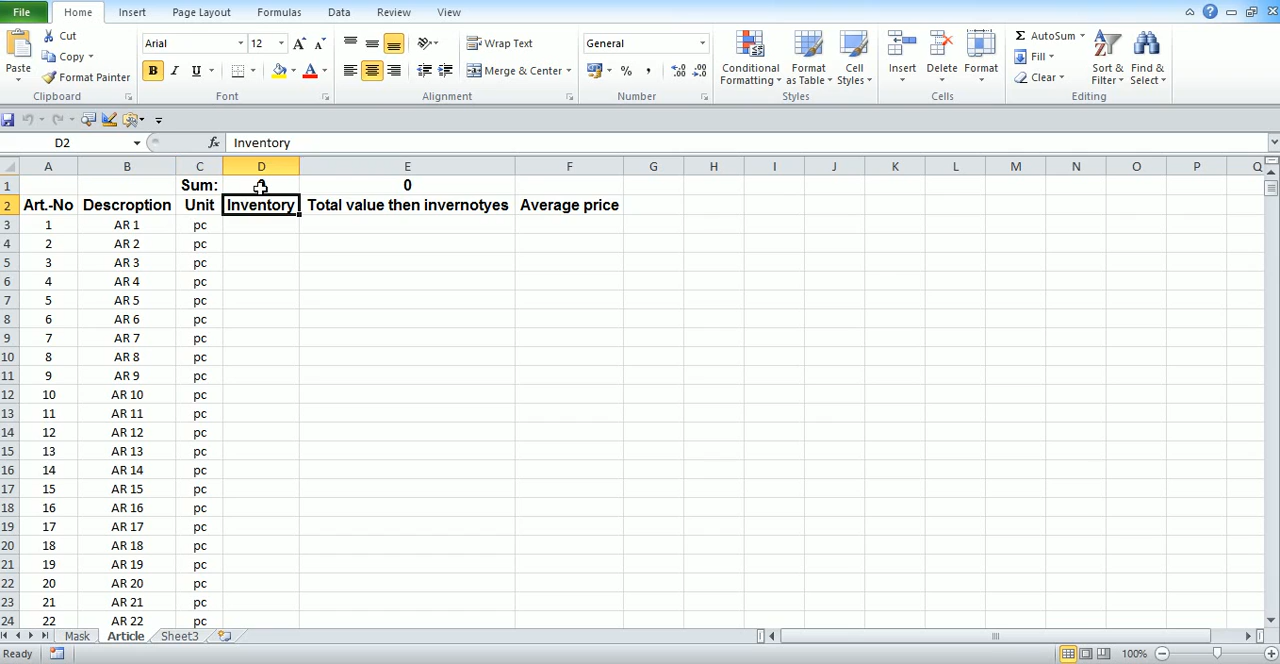 File Home Insert Page Layout Formulas Data Review View
Paste Cut Copy Format Painter Clipboard
Arial 12 A A B I U A Font
Wrap Text Merge & Center Alignment
General % , Number
Conditional Formatting Format as Table Cell Styles Styles
Insert Delete Format Cells
Σ AutoSum Fill Clear Sort & Filter Find & Select Editing
D2 fx Inventory
A B C D E F G H I J K L M N O P Q
1 Sum: 0
2 Art.-No Descroption Unit Inventory Total value then invernotyes Average price
3 1 AR 1 pc
4 2 AR 2 pc
5 3 AR 3 pc
6 4 AR 4 pc
7 5 AR 5 pc
8 6 AR 6 pc
9 7 AR 7 pc
10 8 AR 8 pc
11 9 AR 9 pc
12 10 AR 10 pc
13 11 AR 11 pc
14 12 AR 12 pc
15 13 AR 13 pc
16 14 AR 14 pc
17 15 AR 15 pc
18 16 AR 16 pc
19 17 AR 17 pc
20 18 AR 18 pc
21 19 AR 19 pc
22 20 AR 20 pc
23 21 AR 21 pc
24 22 AR 22 pc
Mask Article Sheet3
Ready 100%